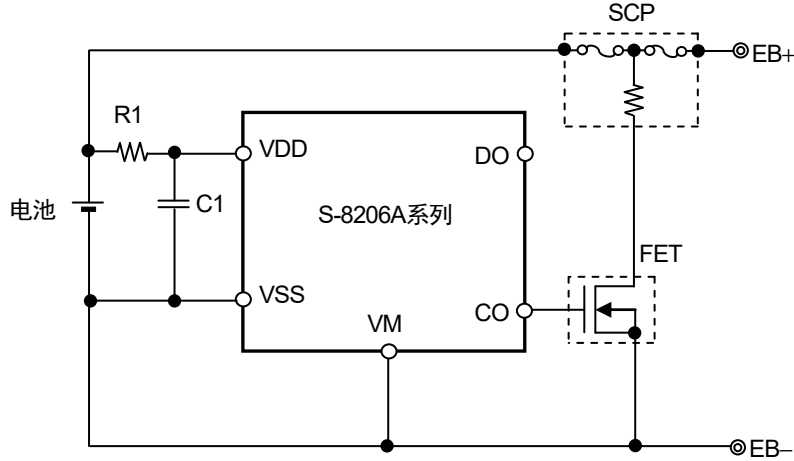 SCP
EB+
R1
VDD
DO
电池
C1
S-8206A系列
FET
VSS
CO
VM
EB−